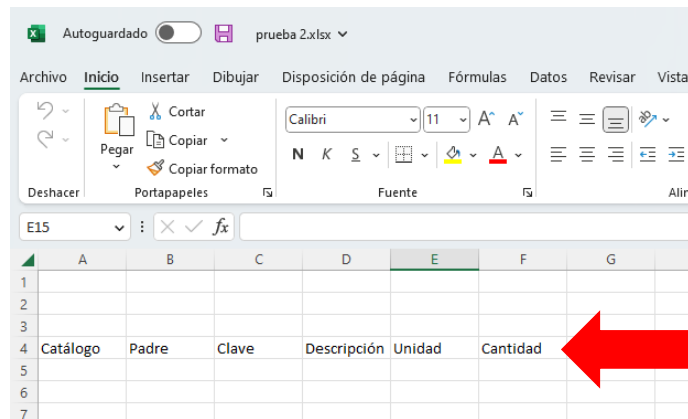 Autoguardado prueba 2.xlsx
Archivo Inicio Insertar Dibujar Disposición de página Fórmulas Datos Revisar Vista
Cortar
Calibri 11 A A
Copiar
Pegar
N K S A
Copiar formato
Deshacer Portapapeles Fuente Alin
E15 fx
A B C D E F G
1
2
3
4 Catálogo Padre Clave Descripción Unidad Cantidad
5
6
7